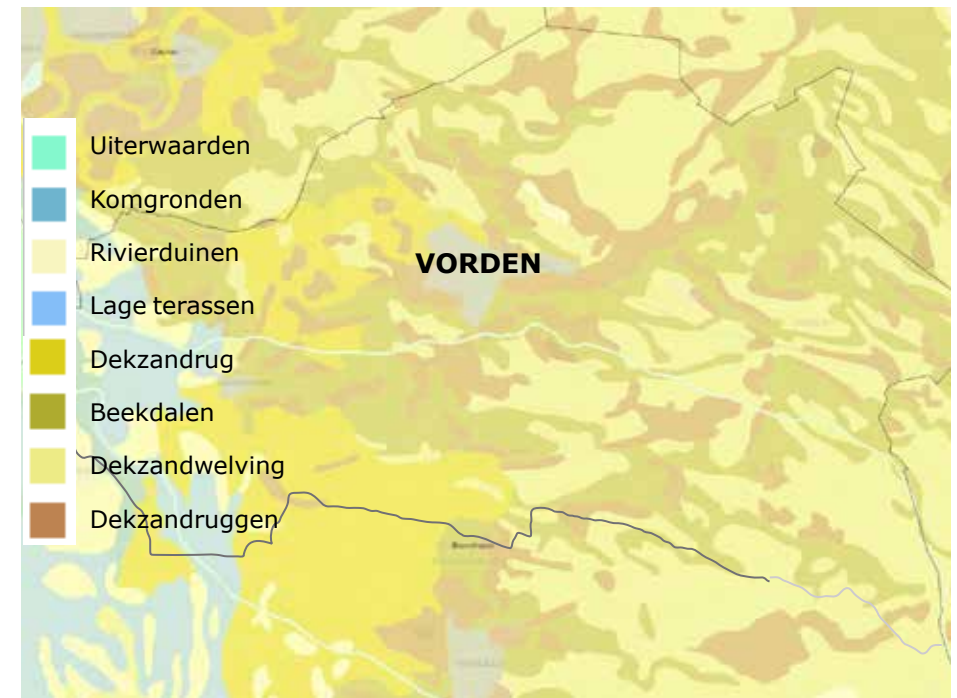 Uiterwaarden
Komgronden
Rivierduinen
VORDEN
Lage terassen
Dekzandrug
Beekdalen
Dekzandwelving
Dekzandruggen